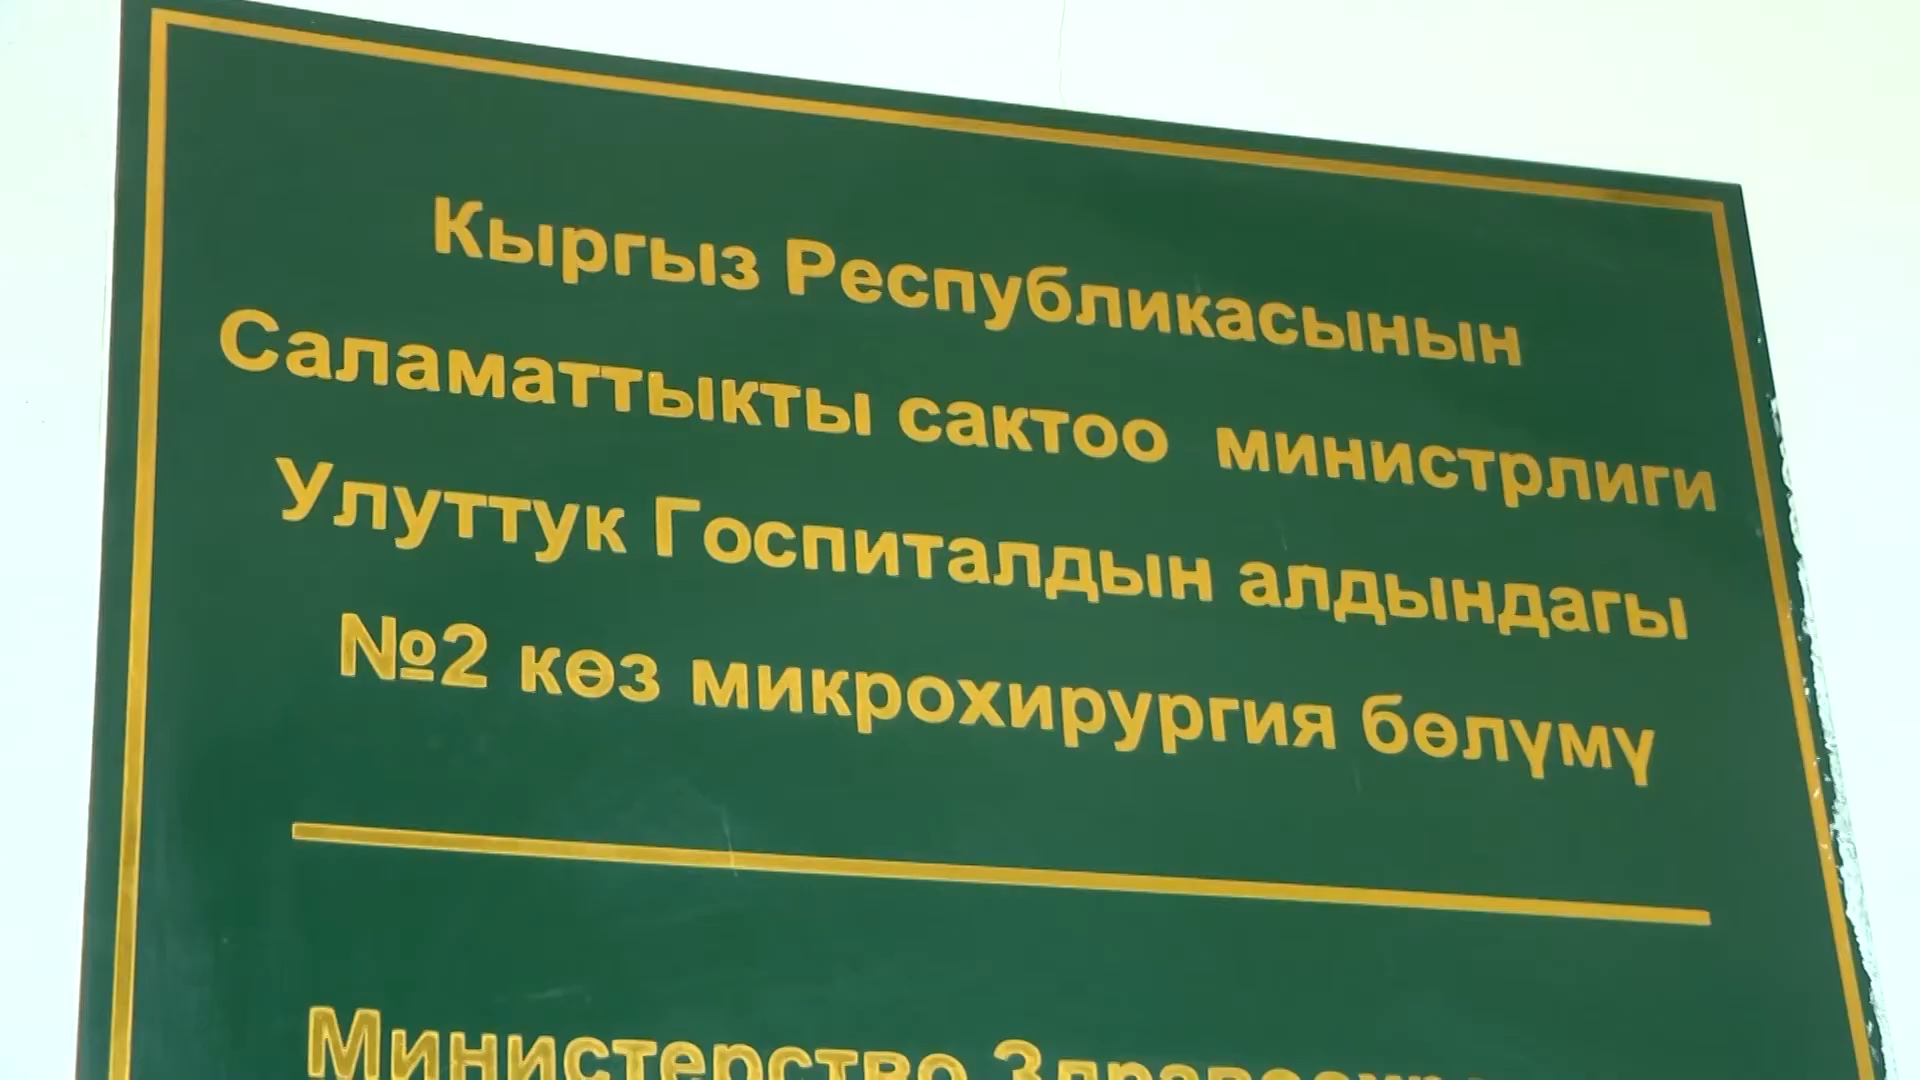 Кыргыз Республикасынын
Саламаттыкты сактоо министрлиги
Улуттук Госпиталдын алдындагы
№2 көз микрохирургия бөлүмү
Министерство